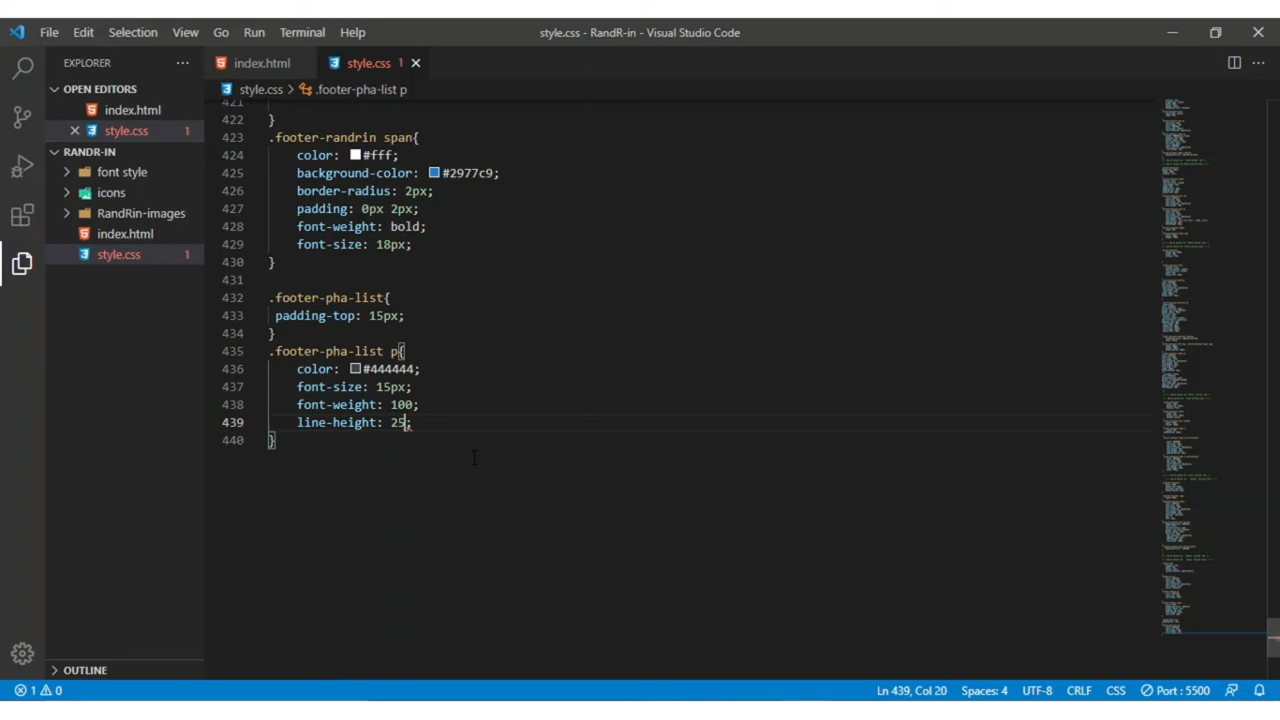 File Edit Selection View Go Run Terminal Help
style.css - RandR-in - Visual Studio Code
EXPLORER
OPEN EDITORS
index.html
style.css 1
RANDR-IN
font style
icons
RandRin-images
index.html
style.css 1
OUTLINE
index.html style.css 1
style.css > .footer-pha-list p
421
422 }
423 .footer-randrin span{
424 color: #fff;
425 background-color: #2977c9;
426 border-radius: 2px;
427 padding: 0px 2px;
428 font-weight: bold;
429 font-size: 18px;
430 }
431
432 .footer-pha-list{
433 padding-top: 15px;
434 }
435 .footer-pha-list p{
436 color: #444444;
437 font-size: 15px;
438 font-weight: 100;
439 line-height: 25;
440 }
1 0
Ln 439, Col 20 Spaces: 4 UTF-8 CRLF CSS Port : 5500